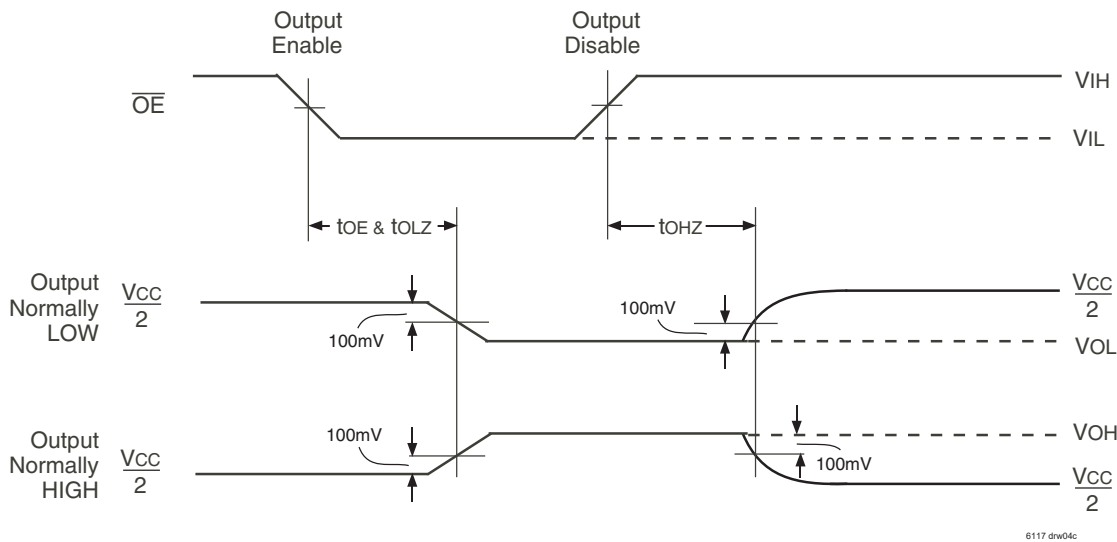 Output
Enable
Output
Disable
OE
VIH
VIL
tOE & tOLZ
tOHZ
Output
Normally
LOW
VCC
2
100mV
100mV
VCC
2
VOL
Output
Normally
HIGH
VCC
2
100mV
VOH
100mV
VCC
2
6117 drw04c